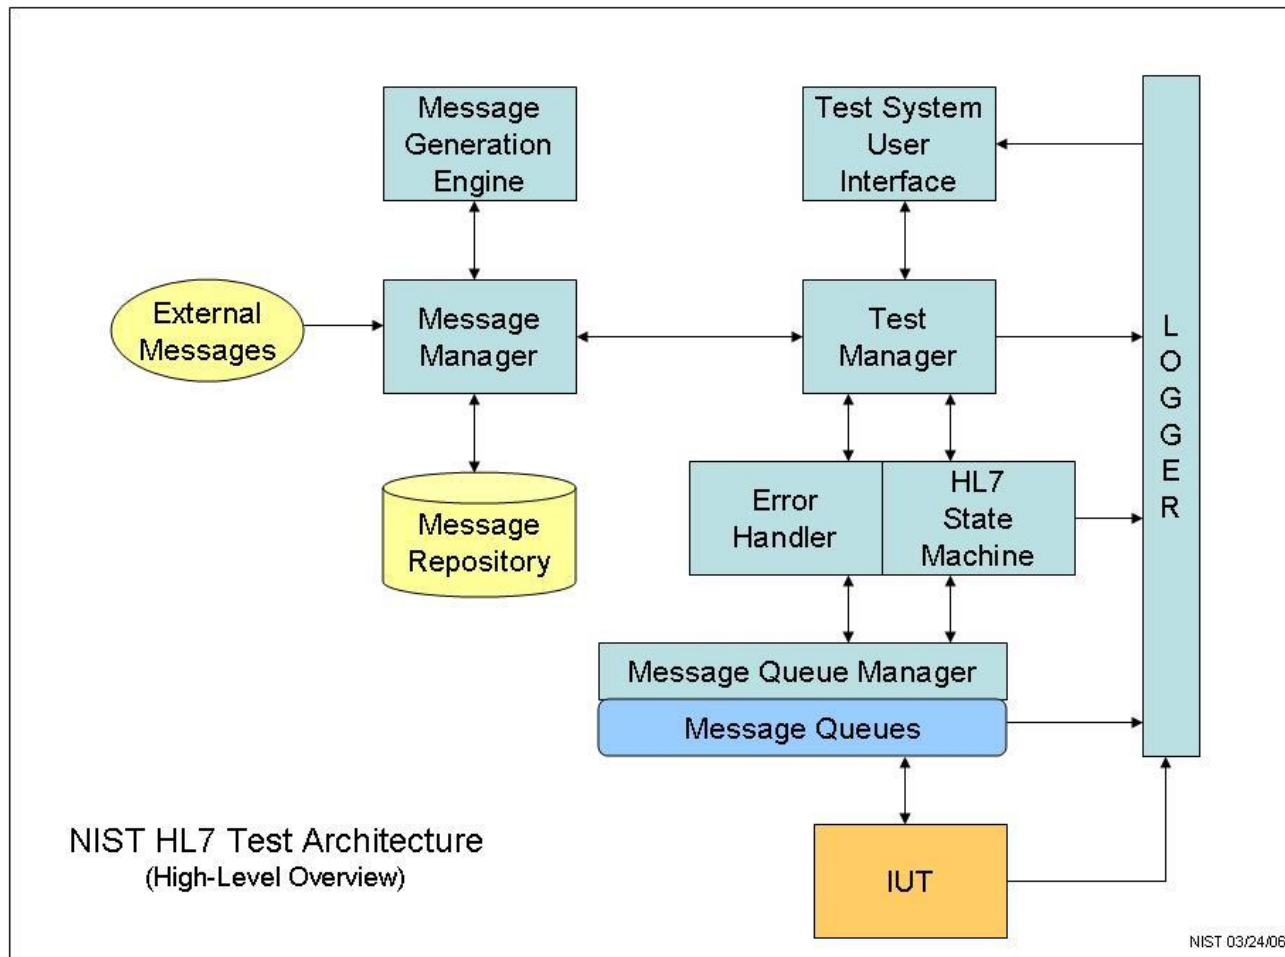 Message
Generation
Engine
Test System
User
Interface
External
Messages
Message
Manager
Test
Manager
L
O
G
G
E
R
Message
Repository
Error
Handler
HL7
State
Machine
Message Queue Manager
Message Queues
NIST HL7 Test Architecture
(High-Level Overview)
IUT
NIST 03/24/06